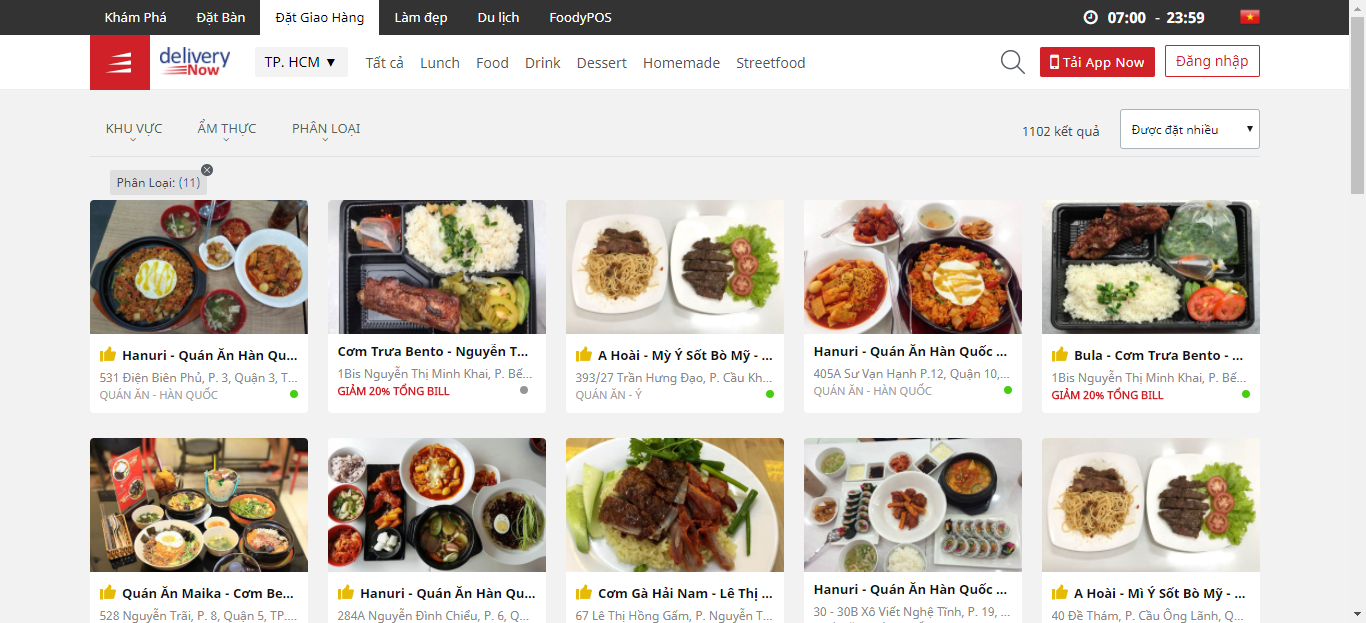 Khám Phá Đặt Bàn Đặt Giao Hàng Làm đẹp Du lịch FoodyPOS 07:00 - 23:59
delivery Now TP. HCM ▼ Tất cả Lunch Food Drink Dessert Homemade Streetfood Tải App Now Đăng nhập
KHU VỰC ẨM THỰC PHÂN LOẠI 1102 kết quả Được đặt nhiều
Phân Loại: (11)
Hanuri - Quán Ăn Hàn Qu...
531 Điện Biên Phủ, P. 3, Quận 3, T...
QUÁN ĂN - HÀN QUỐC
Cơm Trưa Bento - Nguyễn T...
1Bis Nguyễn Thị Minh Khai, P. Bế...
GIẢM 20% TỔNG BILL
A Hoài - Mỳ Ý Sốt Bò Mỹ - ...
393/27 Trần Hưng Đạo, P. Cầu Kh...
QUÁN ĂN - Ý
Hanuri - Quán Ăn Hàn Quốc ...
405A Sư Vạn Hạnh P.12, Quận 10,...
QUÁN ĂN - HÀN QUỐC
Bula - Cơm Trưa Bento - ...
1Bis Nguyễn Thị Minh Khai, P. Bế...
GIẢM 20% TỔNG BILL
Quán Ăn Maika - Cơm Be...
528 Nguyễn Trãi, P. 8, Quận 5, TP....
Hanuri - Quán Ăn Hàn Qu...
284A Nguyễn Đình Chiểu, P. 6, Q...
Cơm Gà Hải Nam - Lê Thị ...
67 Lê Thị Hồng Gấm, P. Nguyễn T...
Hanuri - Quán Ăn Hàn Quốc ...
30 - 30B Xô Viết Nghệ Tĩnh, P. 19, ...
A Hoài - Mì Ý Sốt Bò Mỹ - ...
40 Đề Thám, P. Cầu Ông Lãnh, Q...